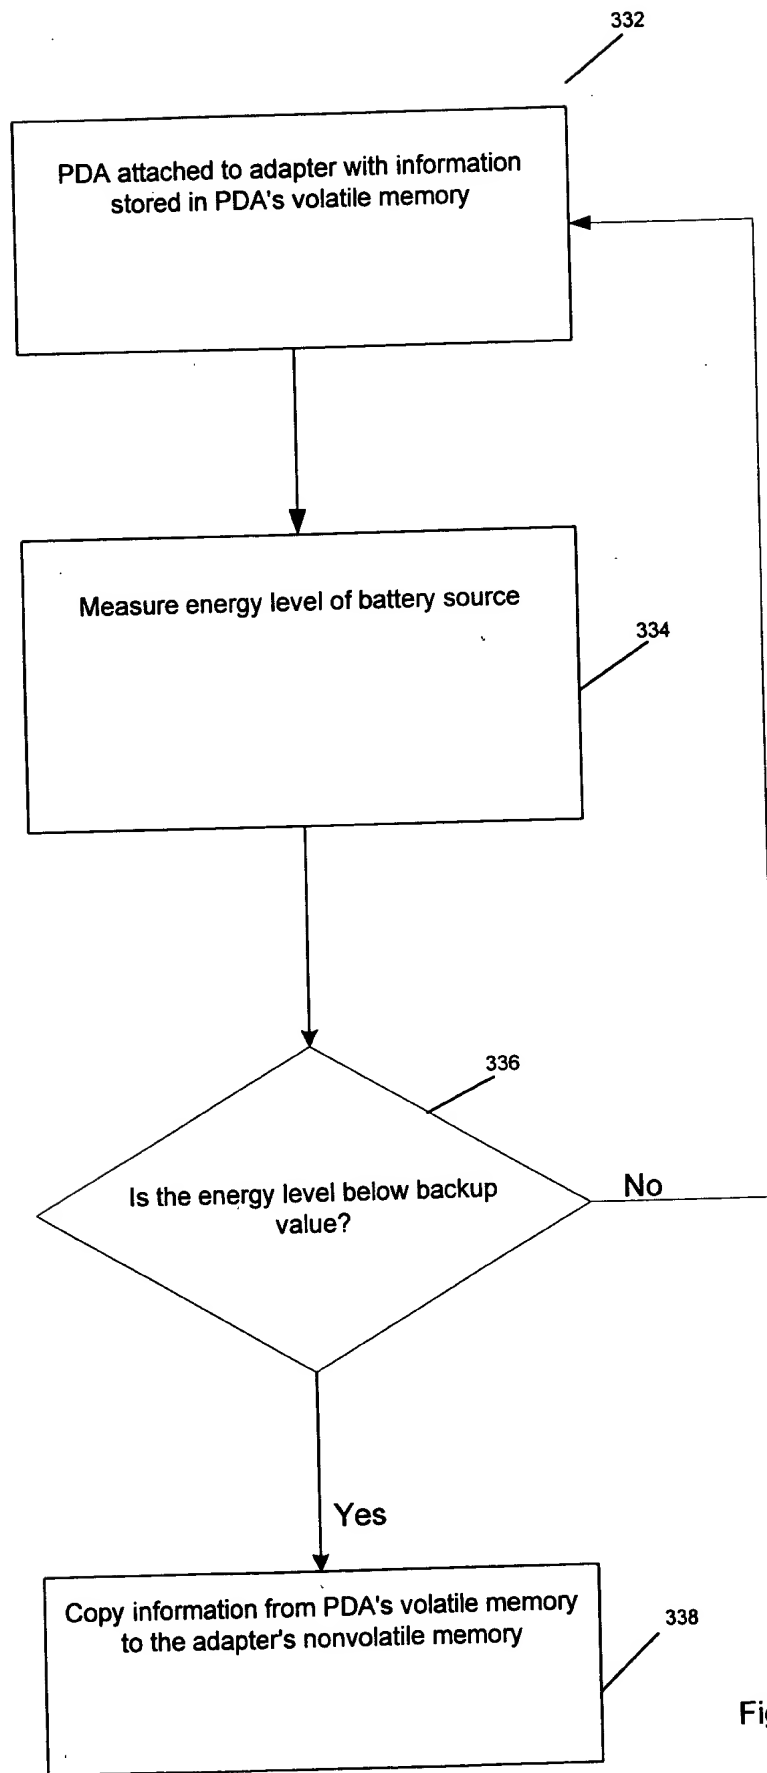 332
PDA attached to adapter with information
stored in PDA's volatile memory
Measure energy level of battery source
334
336
Is the energy level below backup
value?
No
Yes
Copy information from PDA's volatile memory
to the adapter's nonvolatile memory
338